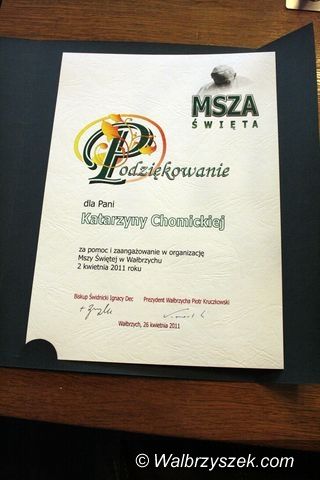 MSZA
ŚWIĘTA
Podziękowanie
dla Pani
Katarzyny Chomickiej
za pomoc i zaangażowanie w organizację
Mszy Świętej w Wałbrzychu
2 kwietnia 2011 roku
Biskup Świdnicki Ignacy Dec Prezydent Wałbrzycha Piotr Kruczkowski
Wałbrzych, 26 kwietnia 2011
© Walbrzyszek.com